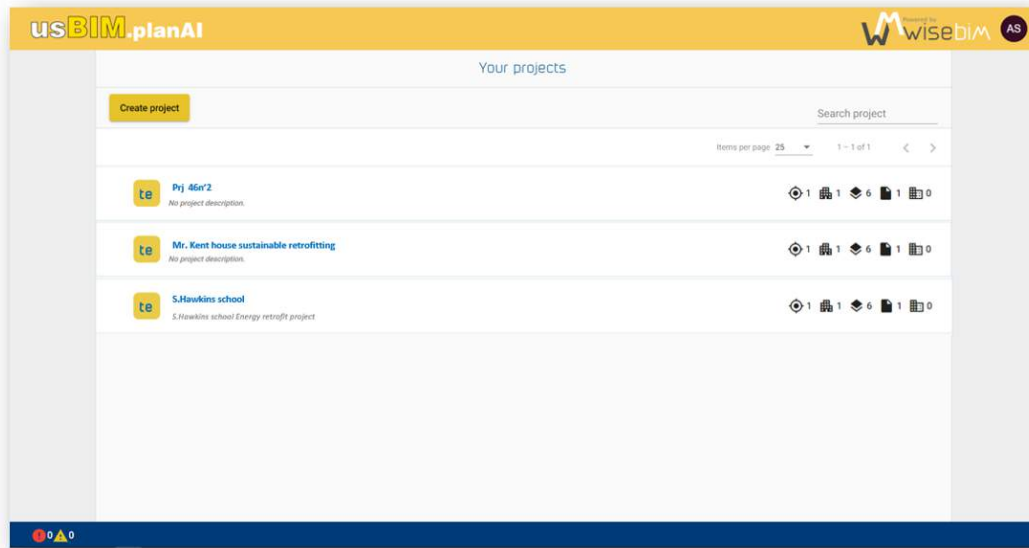 usBIM.planAI
Powered by
wisebim
AS
Your projects
Create project
Search project
Items per page 25 1 – 1 of 1
te Prj 46n°2 1 1 6 1 0
No project description.
te Mr. Kent house sustainable retrofitting 1 1 6 1 0
No project description.
te S.Hawkins school 1 1 6 1 0
S.Hawkins school Energy retrofit project
0 0